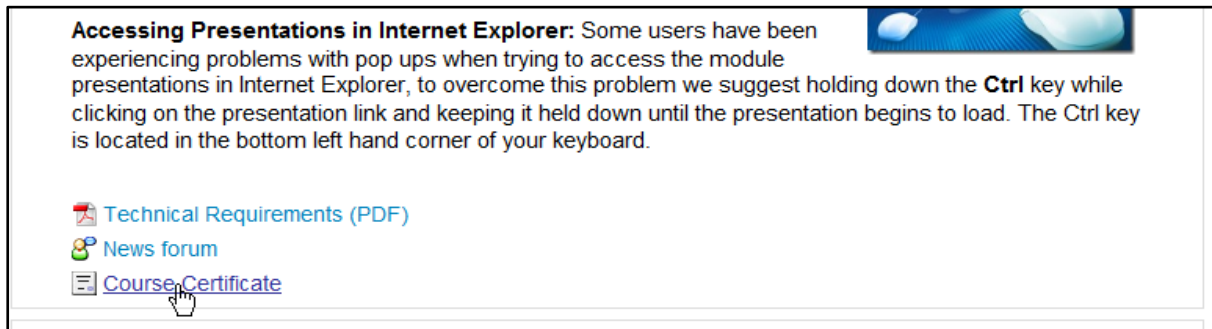 Accessing Presentations in Internet Explorer: Some users have been
experiencing problems with pop ups when trying to access the module
presentations in Internet Explorer, to overcome this problem we suggest holding down the Ctrl key while
clicking on the presentation link and keeping it held down until the presentation begins to load. The Ctrl key
is located in the bottom left hand corner of your keyboard.
Technical Requirements (PDF)
News forum
Course Certificate